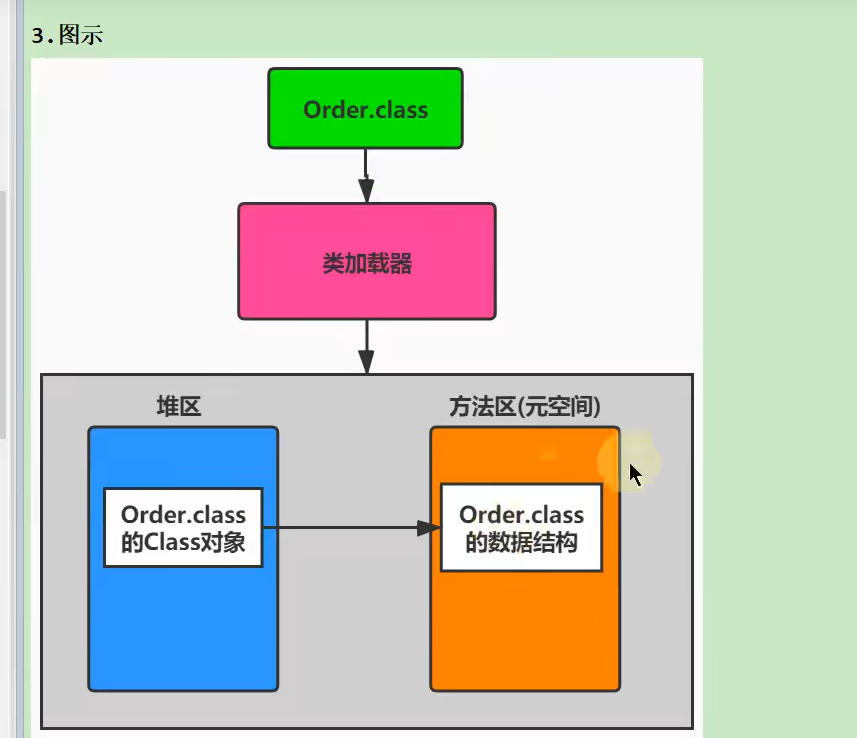 3.图示
Order.class
类加载器
堆区
方法区(元空间)
Order.class
的Class对象
Order.class
的数据结构